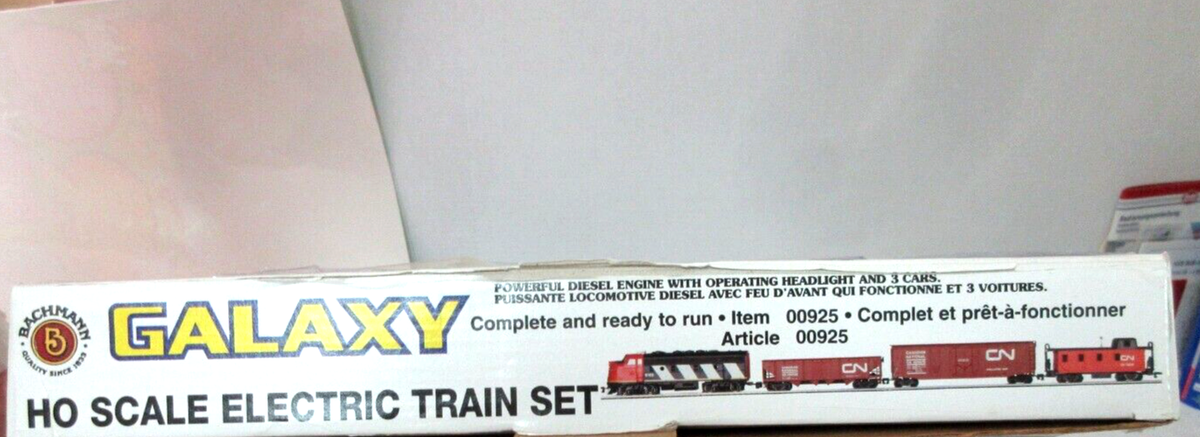 BACHMANN
B
QUALITY SINCE 1833
GALAXY
HO SCALE ELECTRIC TRAIN SET
POWERFUL DIESEL ENGINE WITH OPERATING HEADLIGHT AND 3 CARS.
PUISSANTE LOCOMOTIVE DIESEL AVEC FEU D'AVANT QUI FONCTIONNE ET 3 VOITURES.
Complete and ready to run • Item 00925 • Complet et prêt-à-fonctionner
Article 00925
CN
CN
CN
Bedienungsanleitung